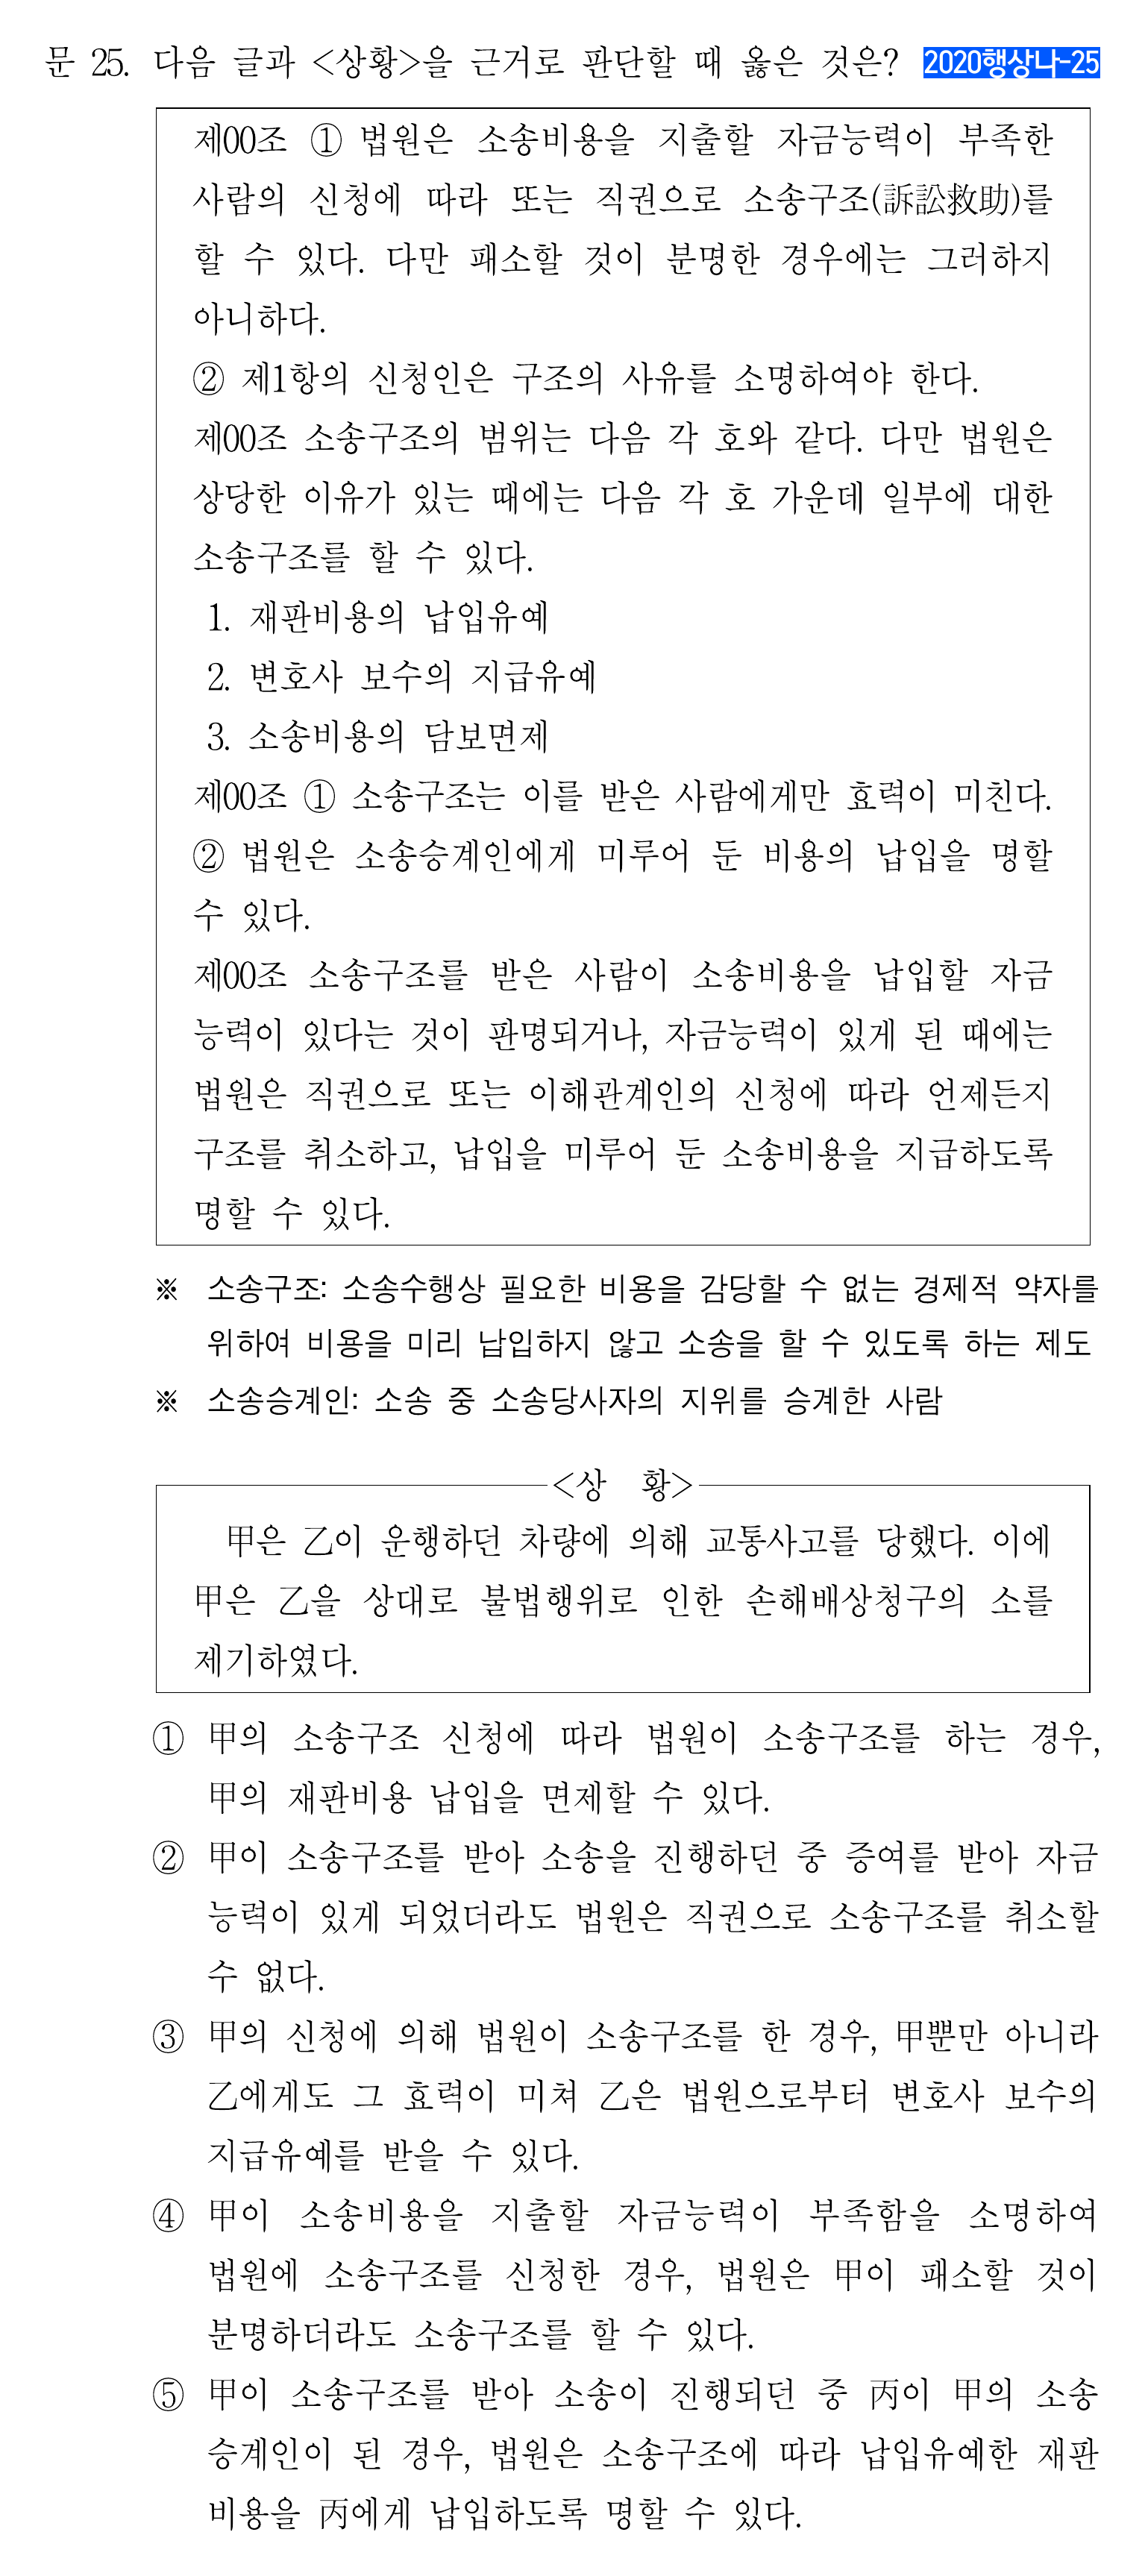 문 25. 다음 글과 <상황>을 근거로 판단할 때 옳은 것은? 2020행상나-25
제00조 ① 법원은 소송비용을 지출할 자금능력이 부족한
사람의 신청에 따라 또는 직권으로 소송구조(訴訟救助)를
할 수 있다. 다만 패소할 것이 분명한 경우에는 그러하지
아니하다.
② 제1항의 신청인은 구조의 사유를 소명하여야 한다.
제00조 소송구조의 범위는 다음 각 호와 같다. 다만 법원은
상당한 이유가 있는 때에는 다음 각 호 가운데 일부에 대한
소송구조를 할 수 있다.
1. 재판비용의 납입유예
2. 변호사 보수의 지급유예
3. 소송비용의 담보면제
제00조 ① 소송구조는 이를 받은 사람에게만 효력이 미친다.
② 법원은 소송승계인에게 미루어 둔 비용의 납입을 명할
수 있다.
제00조 소송구조를 받은 사람이 소송비용을 납입할 자금
능력이 있다는 것이 판명되거나, 자금능력이 있게 된 때에는
법원은 직권으로 또는 이해관계인의 신청에 따라 언제든지
구조를 취소하고, 납입을 미루어 둔 소송비용을 지급하도록
명할 수 있다.
※ 소송구조: 소송수행상 필요한 비용을 감당할 수 없는 경제적 약자를
위하여 비용을 미리 납입하지 않고 소송을 할 수 있도록 하는 제도
※ 소송승계인: 소송 중 소송당사자의 지위를 승계한 사람
<상 황>
甲은 乙이 운행하던 차량에 의해 교통사고를 당했다. 이에
甲은 乙을 상대로 불법행위로 인한 손해배상청구의 소를
제기하였다.
① 甲의 소송구조 신청에 따라 법원이 소송구조를 하는 경우,
甲의 재판비용 납입을 면제할 수 있다.
② 甲이 소송구조를 받아 소송을 진행하던 중 증여를 받아 자금
능력이 있게 되었더라도 법원은 직권으로 소송구조를 취소할
수 없다.
③ 甲의 신청에 의해 법원이 소송구조를 한 경우, 甲뿐만 아니라
乙에게도 그 효력이 미쳐 乙은 법원으로부터 변호사 보수의
지급유예를 받을 수 있다.
④ 甲이 소송비용을 지출할 자금능력이 부족함을 소명하여
법원에 소송구조를 신청한 경우, 법원은 甲이 패소할 것이
분명하더라도 소송구조를 할 수 있다.
⑤ 甲이 소송구조를 받아 소송이 진행되던 중 丙이 甲의 소송
승계인이 된 경우, 법원은 소송구조에 따라 납입유예한 재판
비용을 丙에게 납입하도록 명할 수 있다.